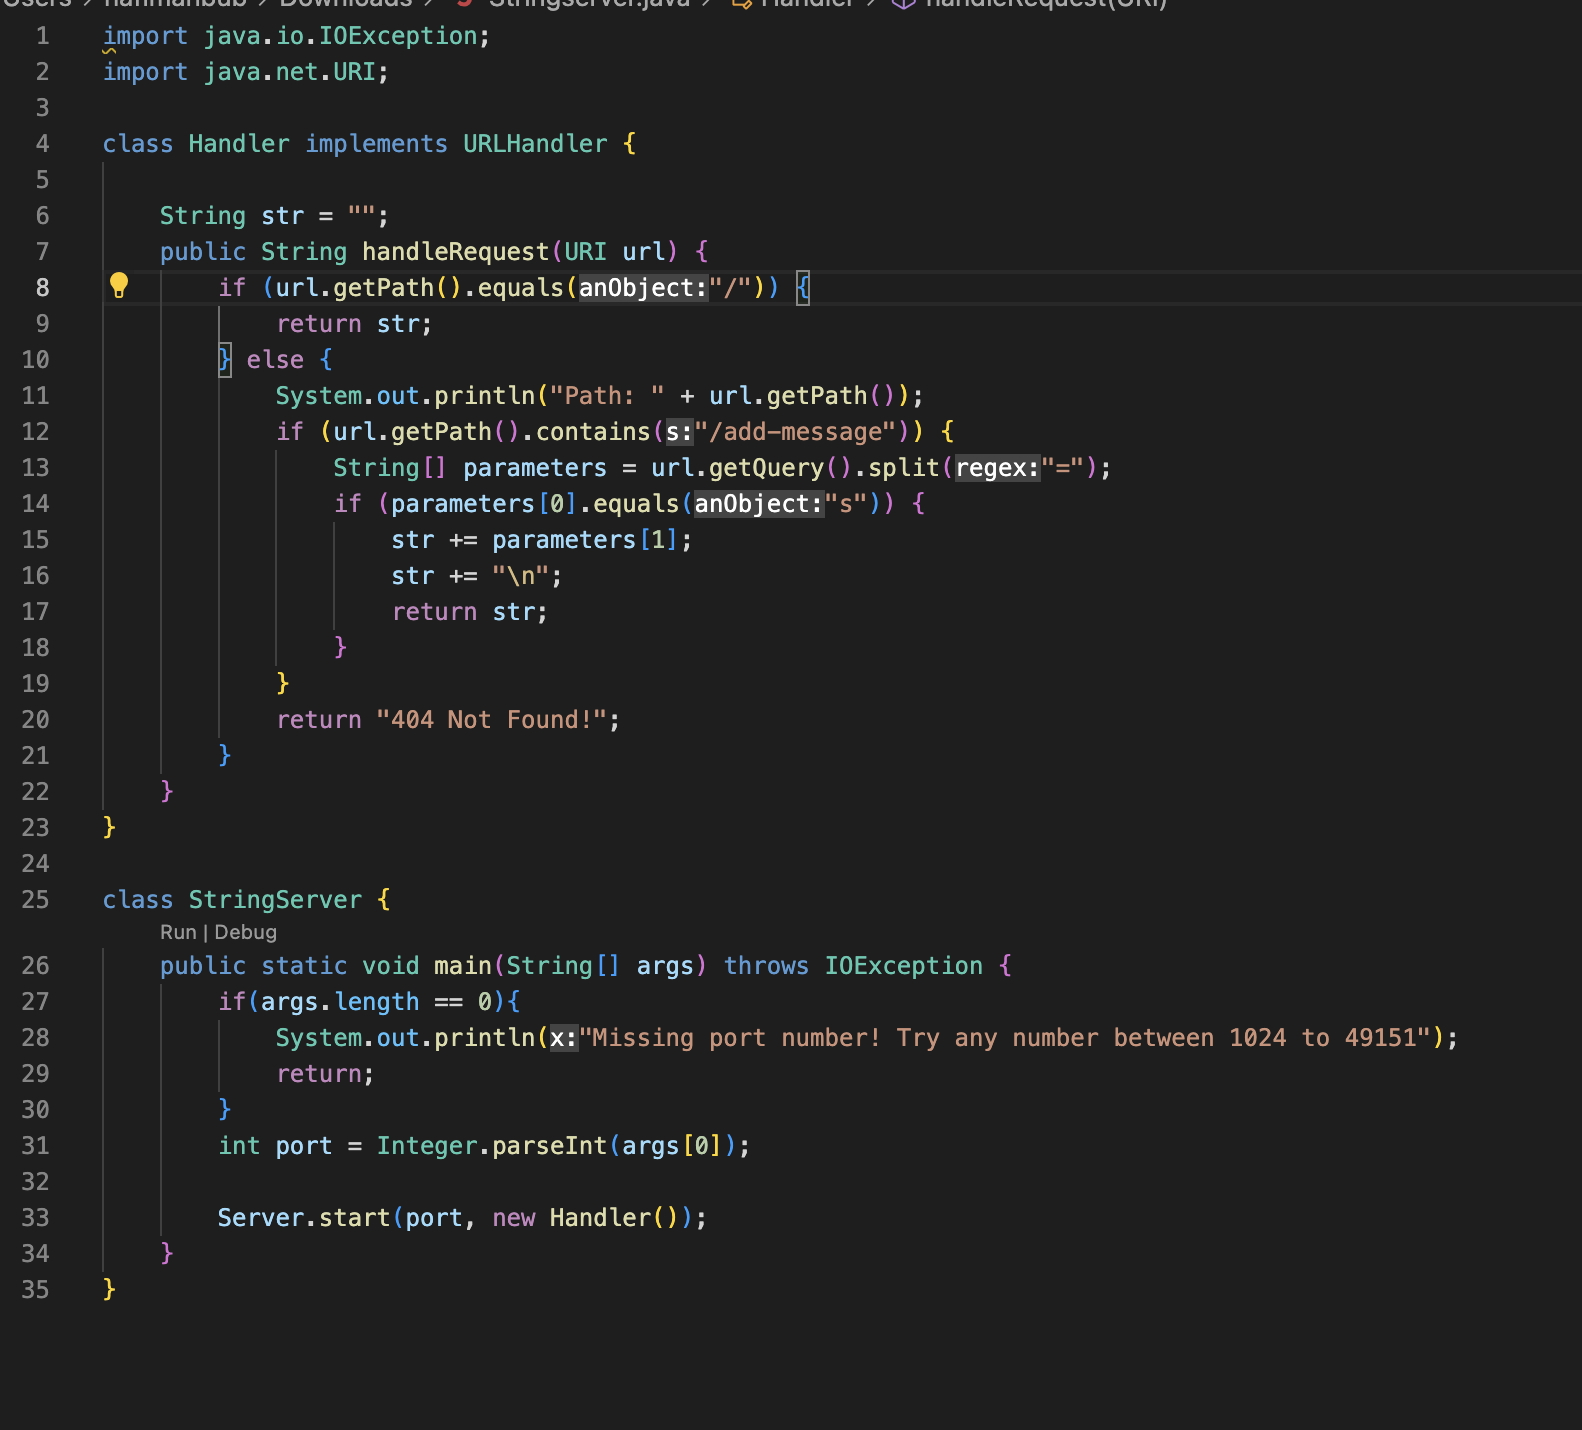 Users > hanmahbub > Downloads > Stringserver.java > Handler > handleRequest(URI)
1 import java.io.IOException;
2 import java.net.URI;
3
4 class Handler implements URLHandler {
5
6 String str = "";
7 public String handleRequest(URI url) {
8 if (url.getPath().equals(anObject:"/")) {
9 return str;
10 } else {
11 System.out.println("Path: " + url.getPath());
12 if (url.getPath().contains(s:"/add-message")) {
13 String[] parameters = url.getQuery().split(regex:"=");
14 if (parameters[0].equals(anObject:"s")) {
15 str += parameters[1];
16 str += "\n";
17 return str;
18 }
19 }
20 return "404 Not Found!";
21 }
22 }
23 }
24
25 class StringServer {
Run | Debug
26 public static void main(String[] args) throws IOException {
27 if(args.length == 0){
28 System.out.println(x:"Missing port number! Try any number between 1024 to 49151");
29 return;
30 }
31 int port = Integer.parseInt(args[0]);
32
33 Server.start(port, new Handler());
34 }
35 }